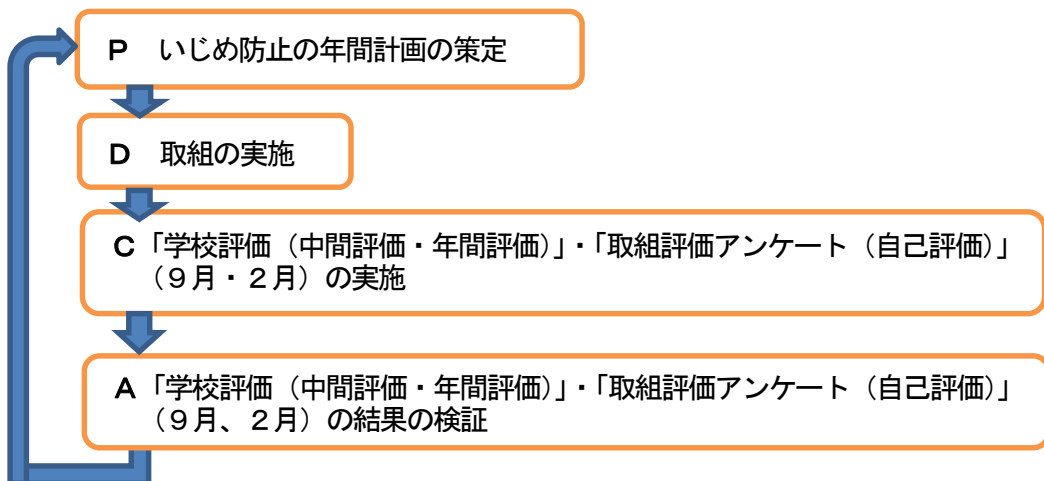 P　いじめ防止の年間計画の策定
D　取組の実施
C「学校評価（中間評価・年間評価）」・「取組評価アンケート（自己評価）」
（９月・２月）の実施
A「学校評価（中間評価・年間評価）」・「取組評価アンケート（自己評価）」
（９月、２月）の結果の検証